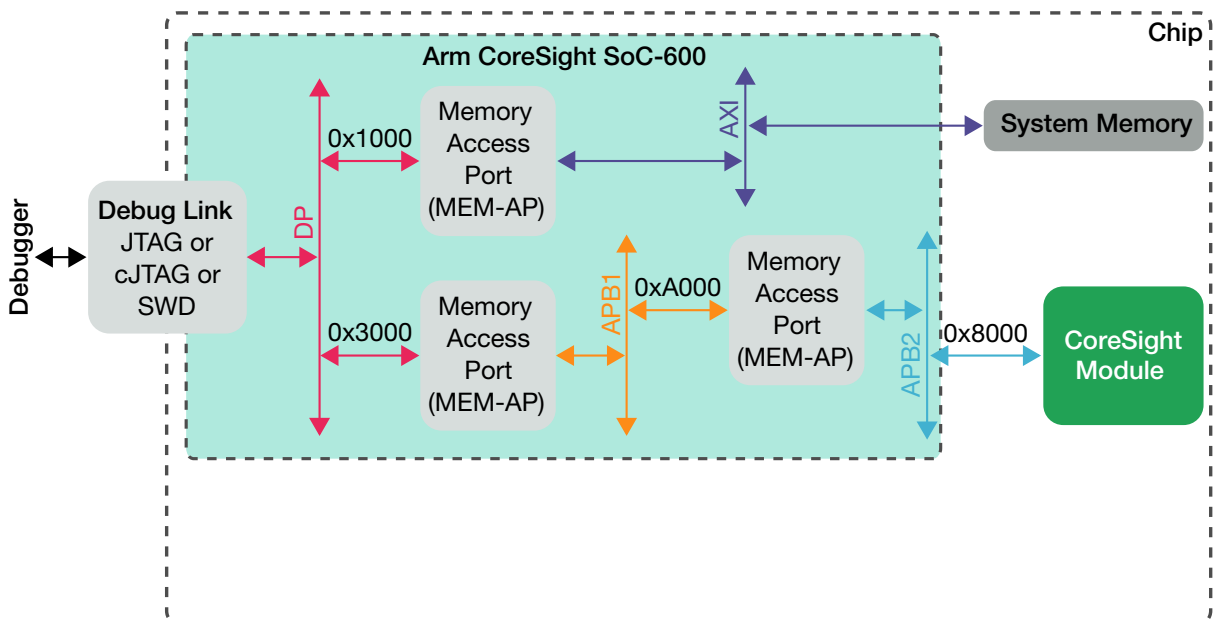 Chip
Arm CoreSight SoC-600
Memory
Access
Port
(MEM-AP)
0x1000
AXI
System Memory
Debugger
Debug Link
JTAG or
cJTAG or
SWD
DP
0x3000
Memory
Access
Port
(MEM-AP)
APB1
0xA000
Memory
Access
Port
(MEM-AP)
APB2
0x8000
CoreSight
Module